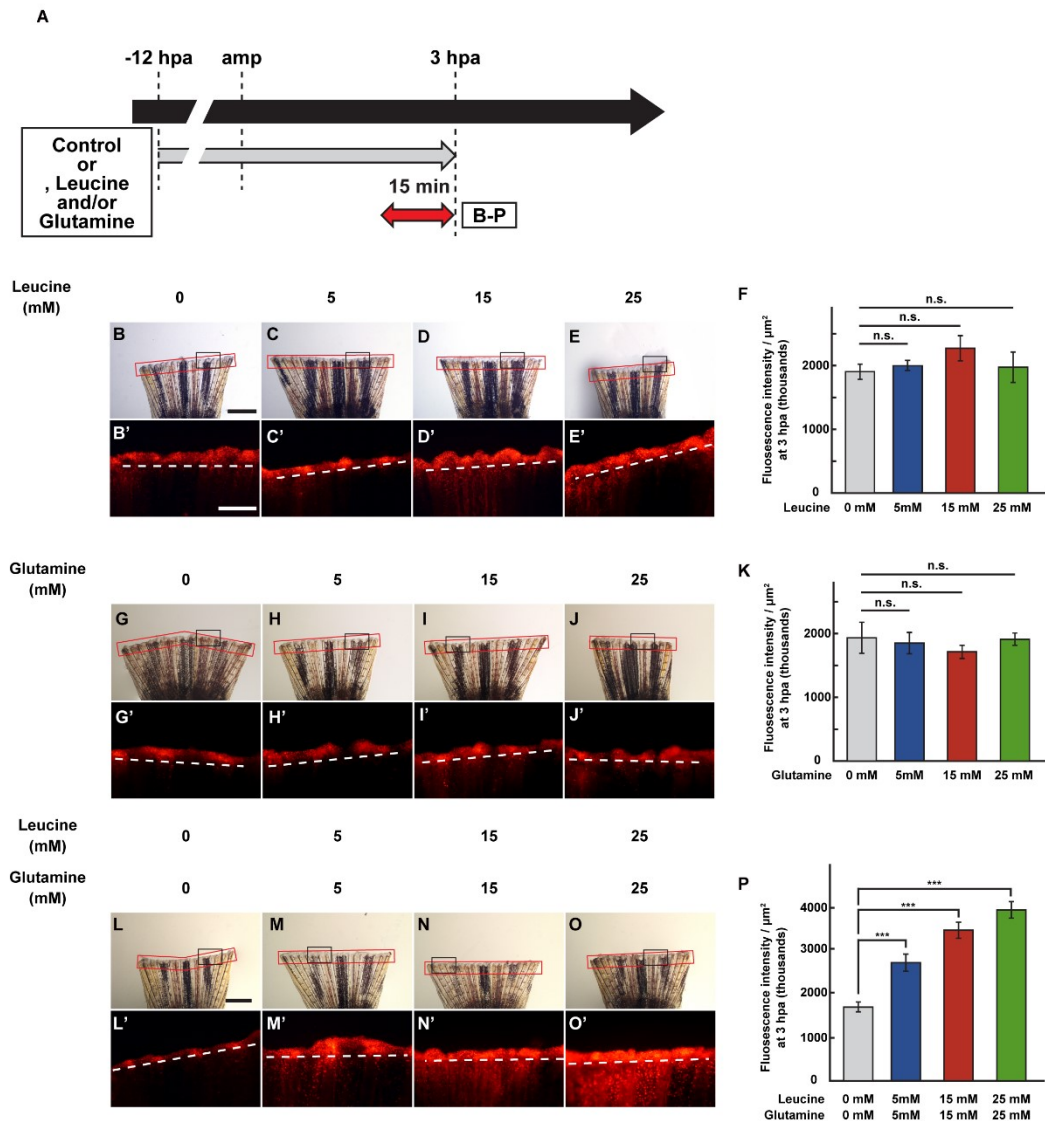 A
-12 hpa amp 3 hpa
Control
or
, Leucine
and/or
Glutamine
15 min
B-P
Leucine
(mM)
0 5 15 25
B C D E
B’ C’ D’ E’
F
n.s.
n.s.
n.s.
Fluosescence intensity / µm²
at 3 hpa (thousands)
2000
1000
0
Leucine 0 mM 5mM 15 mM 25 mM
Glutamine
(mM)
0 5 15 25
G H I J
G’ H’ I’ J’
K
n.s.
n.s.
n.s.
Fluosescence intensity / µm²
at 3 hpa (thousands)
2000
1000
0
Glutamine 0 mM 5mM 15 mM 25 mM
Leucine
(mM)
0 5 15 25
Glutamine
(mM)
0 5 15 25
L M N O
L’ M’ N’ O’
P
***
***
***
Fluosescence intensity / µm²
at 3 hpa (thousands)
4000
3000
2000
1000
0
Leucine 0 mM 5mM 15 mM 25 mM
Glutamine 0 mM 5mM 15 mM 25 mM